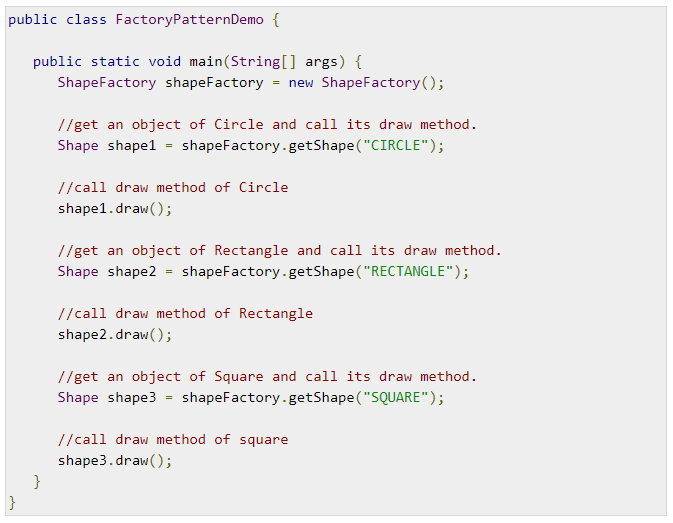 public class FactoryPatternDemo {

   public static void main(String[] args) {
      ShapeFactory shapeFactory = new ShapeFactory();

      //get an object of Circle and call its draw method.
      Shape shape1 = shapeFactory.getShape("CIRCLE");

      //call draw method of Circle
      shape1.draw();

      //get an object of Rectangle and call its draw method.
      Shape shape2 = shapeFactory.getShape("RECTANGLE");

      //call draw method of Rectangle
      shape2.draw();

      //get an object of Square and call its draw method.
      Shape shape3 = shapeFactory.getShape("SQUARE");

      //call draw method of square
      shape3.draw();
   }
}